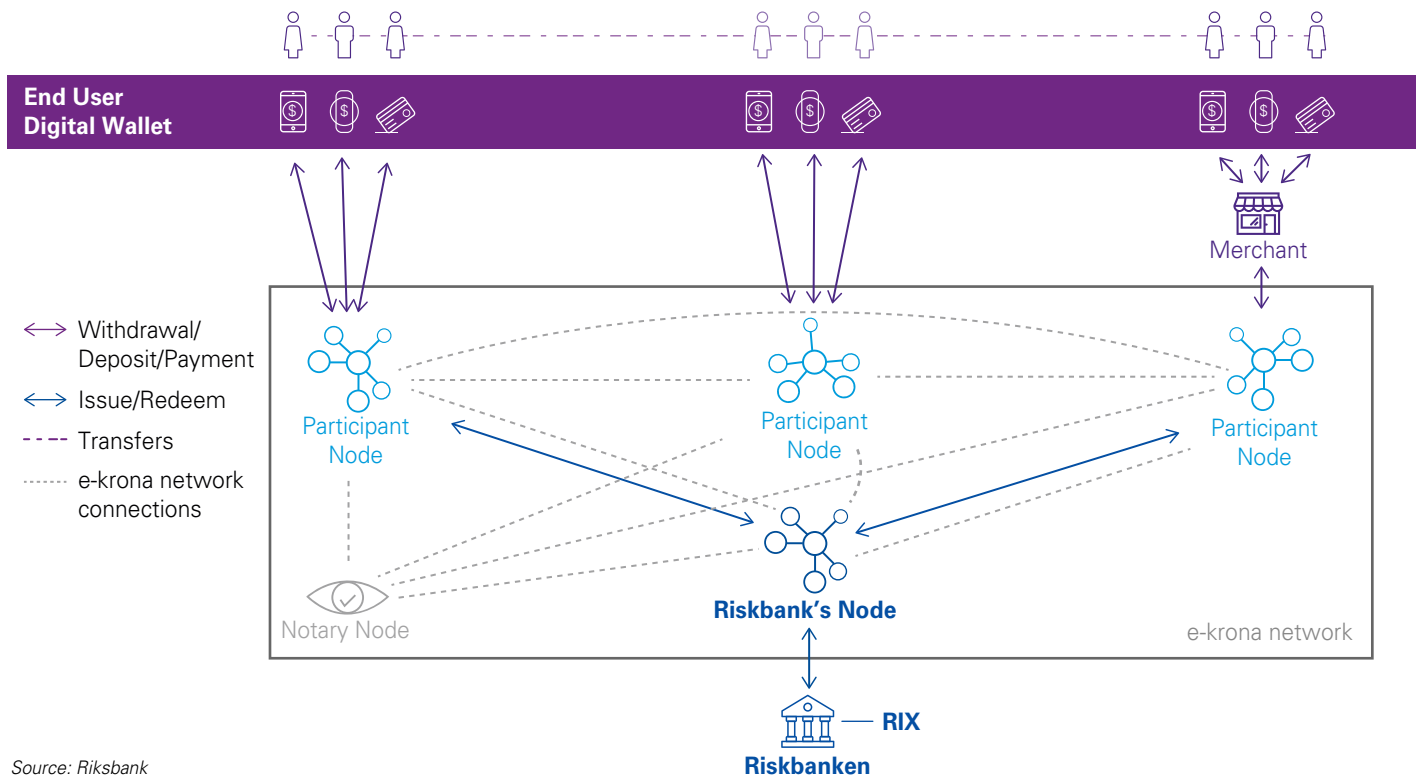 End User
Digital Wallet
$ $
$ $
$ $
Merchant
Withdrawal/
Deposit/Payment
Issue/Redeem
Transfers
e-krona network
connections
Participant
Node
Participant
Node
Participant
Node
Notary Node
Riskbank's Node
e-krona network
RIX
Riskbanken
Source: Riksbank